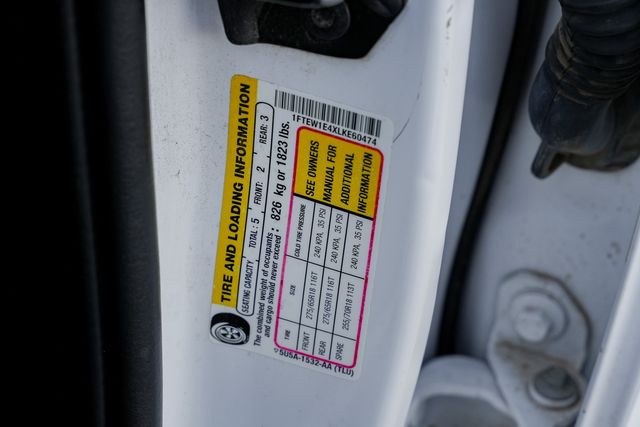 1FTEW1E4XLKE60474
TIRE AND LOADING INFORMATION
SEATING CAPACITY TOTAL: 5 FRONT: 2 REAR: 3
The combined weight of occupants and cargo should never exceed: 826 kg or 1823 lbs.
TIRE SIZE COLD TIRE PRESSURE
FRONT 275/65R18 116T 240 KPA, 35 PSI
REAR 275/65R18 116T 240 KPA, 35 PSI
SPARE 255/70R18 113T 240 KPA, 35 PSI
SEE OWNERS
MANUAL FOR
ADDITIONAL
INFORMATION
5USA-1532-AA (TLU)